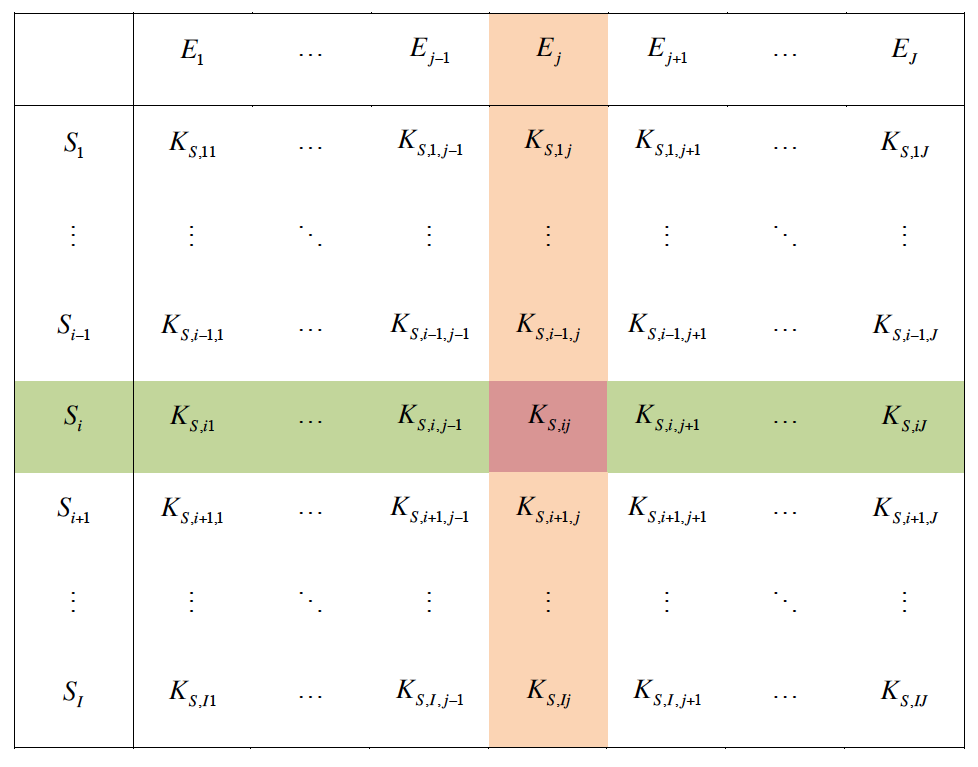 E₁ … E_{j−1} E_j E_{j+1} … E_J
S₁ K_{S,11} … K_{S,1,j−1} K_{S,1j} K_{S,1,j+1} … K_{S,1J}
⋮ ⋮ ⋱ ⋮ ⋮ ⋮ ⋱ ⋮
S_{i−1} K_{S,i−1,1} … K_{S,i−1,j−1} K_{S,i−1,j} K_{S,i−1,j+1} … K_{S,i−1,J}
S_i K_{S,i1} … K_{S,i,j−1} K_{S,ij} K_{S,i,j+1} … K_{S,iJ}
S_{i+1} K_{S,i+1,1} … K_{S,i+1,j−1} K_{S,i+1,j} K_{S,i+1,j+1} … K_{S,i+1,J}
⋮ ⋮ ⋱ ⋮ ⋮ ⋮ ⋱ ⋮
S_I K_{S,I1} … K_{S,I,j−1} K_{S,Ij} K_{S,I,j+1} … K_{S,IJ}